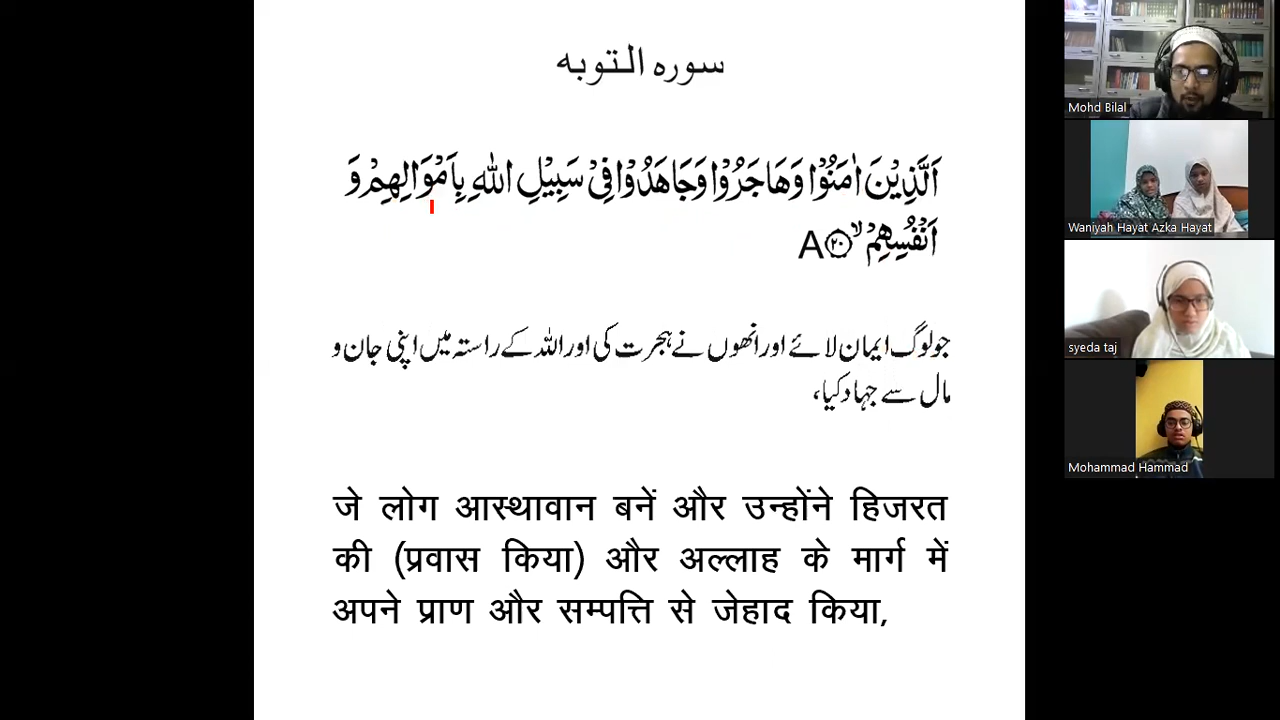 سورہ التوبہ
اَلَّذِیْنَ اٰمَنُوْا وَهَاجَرُوْا وَجَاهَدُوْا فِیْ سَبِیْلِ اللّٰهِ بِاَمْوَالِهِمْ وَ
اَنْفُسِهِمْ ۙ﴿۲۰﴾A
جو لوگ ایمان لائے اور انھوں نے ہجرت کی اور اللہ کے راستہ میں اپنی جان و
مال سے جہاد کیا،
जे लोग आस्थावान बनें और उन्होंने हिजरत
की (प्रवास किया) और अल्लाह के मार्ग में
अपने प्राण और सम्पत्ति से जेहाद किया,
Mohd Bilal
Waniyah Hayat Azka Hayat
syeda taj
Mohammad Hammad